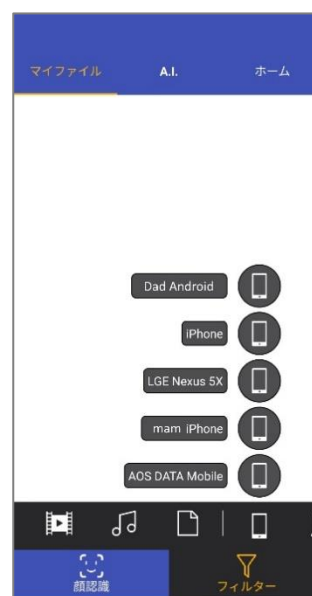 マイファイル A.I. ホーム
Dad Android
iPhone
LGE Nexus 5X
mam iPhone
AOS DATA Mobile
顔認識 フィルター